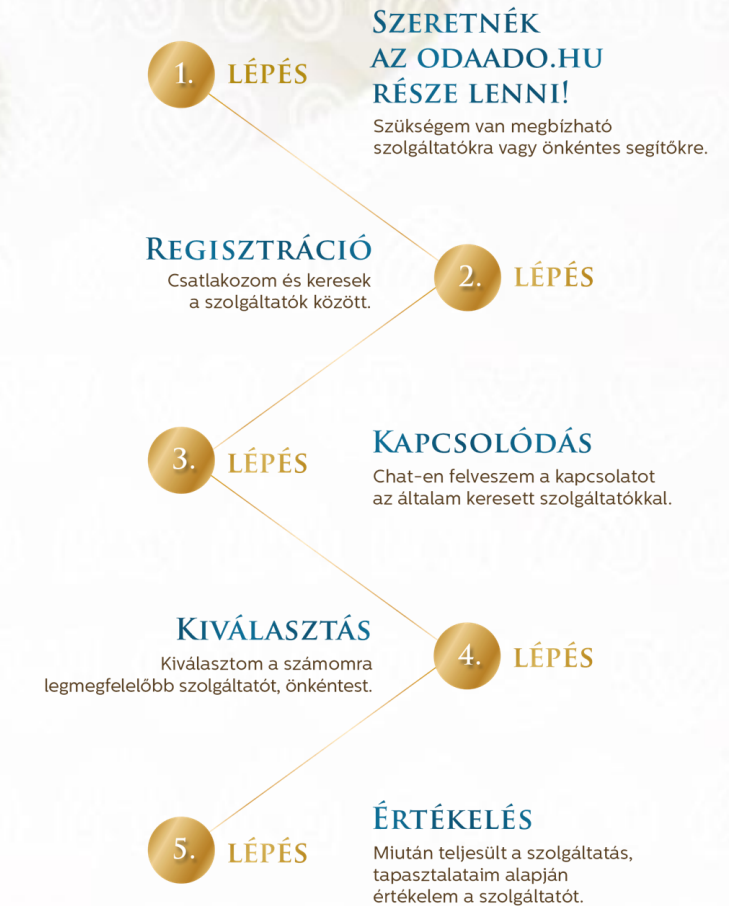 1. LÉPÉS
SZERETNÉK
AZ ODAADO.HU
RÉSZE LENNI!
Szükségem van megbízható
szolgáltatókra vagy önkéntes segítőkre.
2. LÉPÉS
REGISZTRÁCIÓ
Csatlakozom és keresek
a szolgáltatók között.
3. LÉPÉS
KAPCSOLÓDÁS
Chat-en felveszem a kapcsolatot
az általam keresett szolgáltatókkal.
4. LÉPÉS
KIVÁLASZTÁS
Kiválasztom a számomra
legmegfelelőbb szolgáltatót, önkéntest.
5. LÉPÉS
ÉRTÉKELÉS
Miután teljesült a szolgáltatás,
tapasztalataim alapján
értékelem a szolgáltatót.